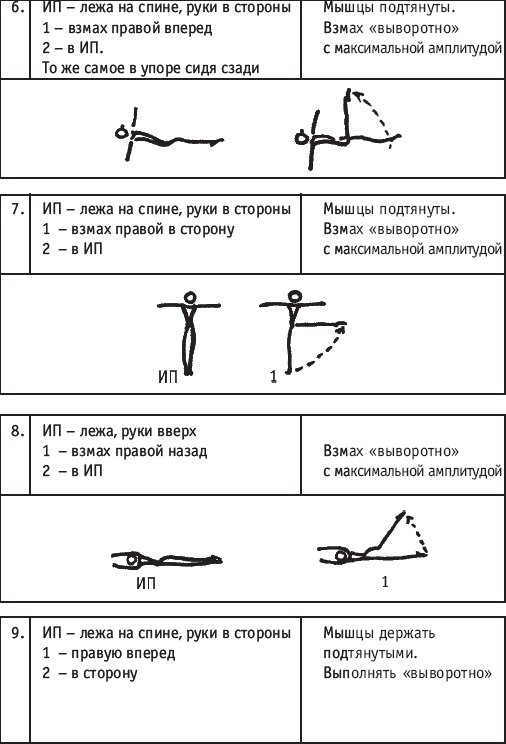 6. ИП – лежа на спине, руки в стороны
1 – взмах правой вперед
2 – в ИП.
То же самое в упоре сидя сзади
Мышцы подтянуты.
Взмах «выворотно»
с максимальной амплитудой
7. ИП – лежа на спине, руки в стороны
1 – взмах правой в сторону
2 – в ИП
Мышцы подтянуты.
Взмах «выворотно»
с максимальной амплитудой
ИП
1
8. ИП – лежа, руки вверх
1 – взмах правой назад
2 – в ИП
Взмах «выворотно»
с максимальной амплитудой
ИП
1
9. ИП – лежа на спине, руки в стороны
1 – правую вперед
2 – в сторону
Мышцы держать
подтянутыми.
Выполнять «выворотно»